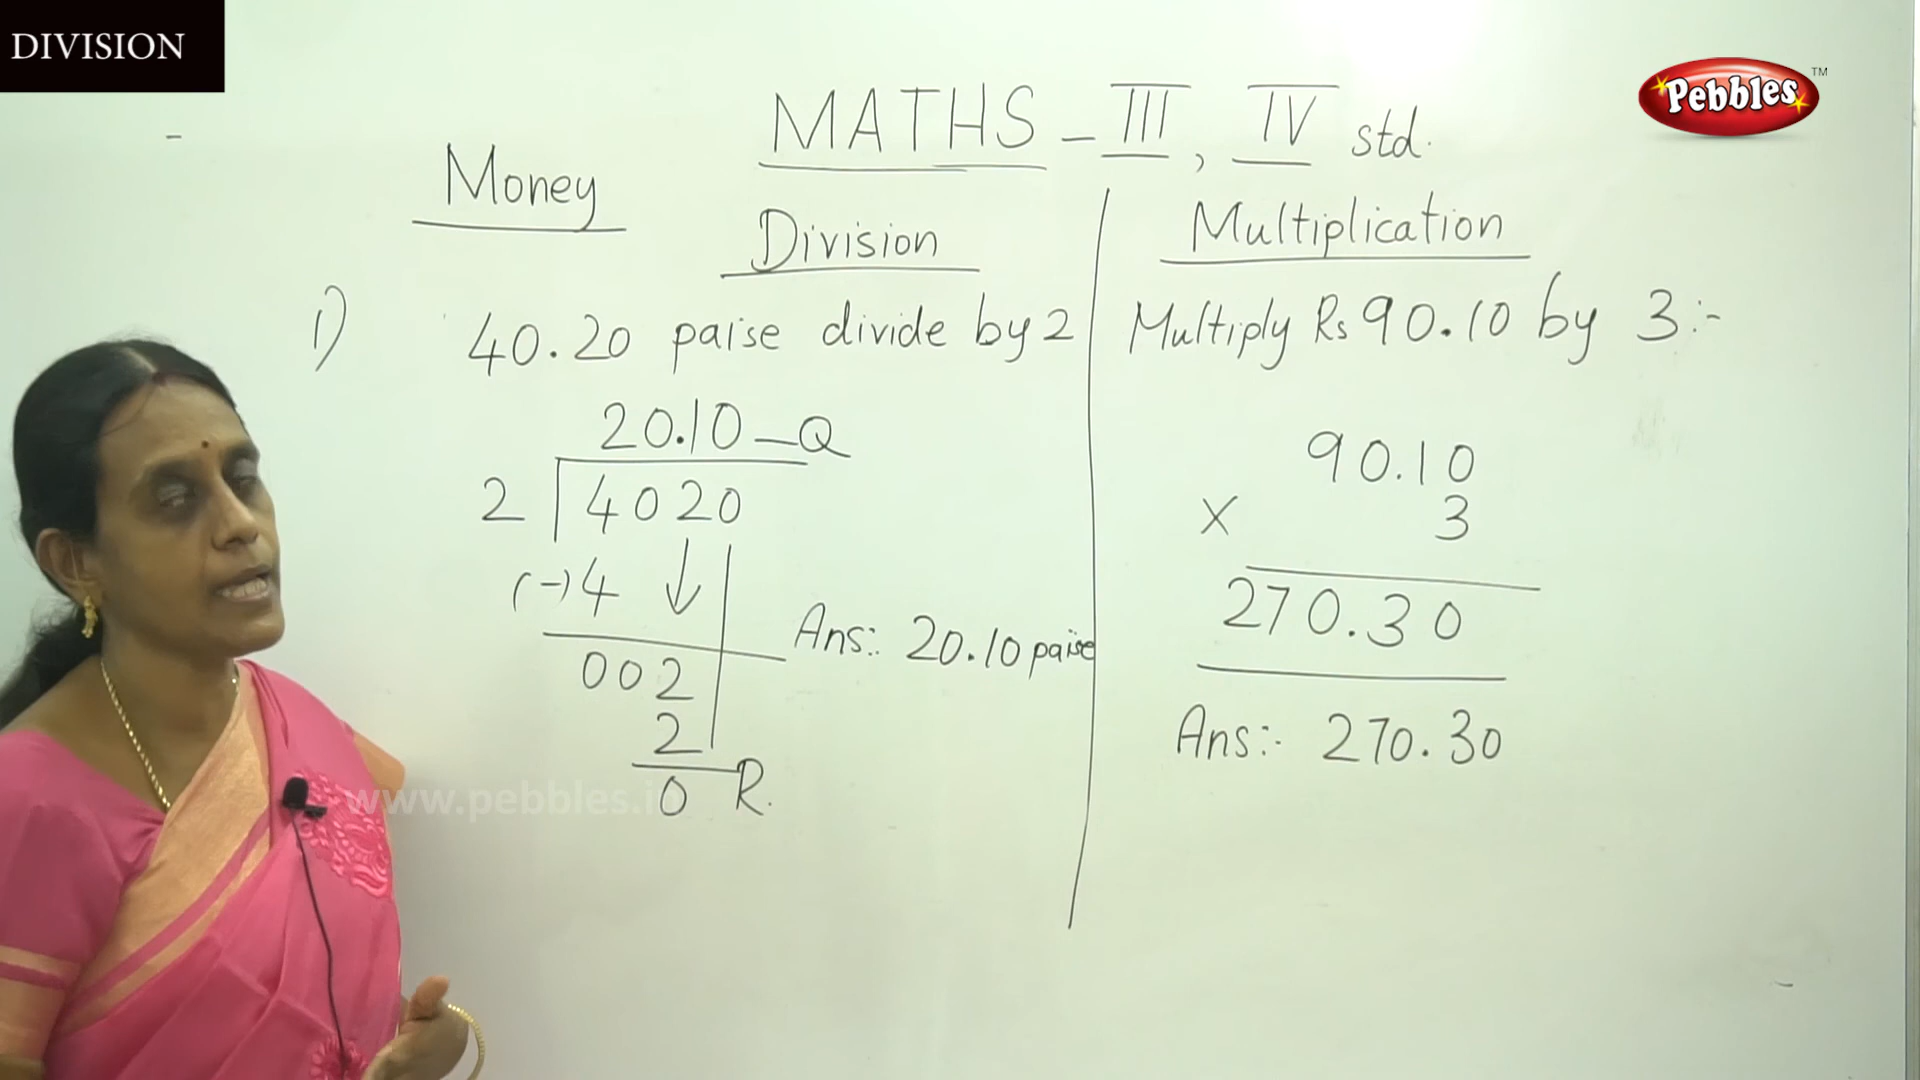 DIVISION
Pebbles TM
MATHS - III, IV std.
Money
Division
1) 40.20 paise divide by 2
20.10 - Q
2 4020
(-) 4 ↓
002
2
0 R.
Ans:. 20.10 paise
Multiplication
Multiply Rs 90.10 by 3:-
90.10
× 3
270.30
Ans:- 270.30
www.pebbles.i